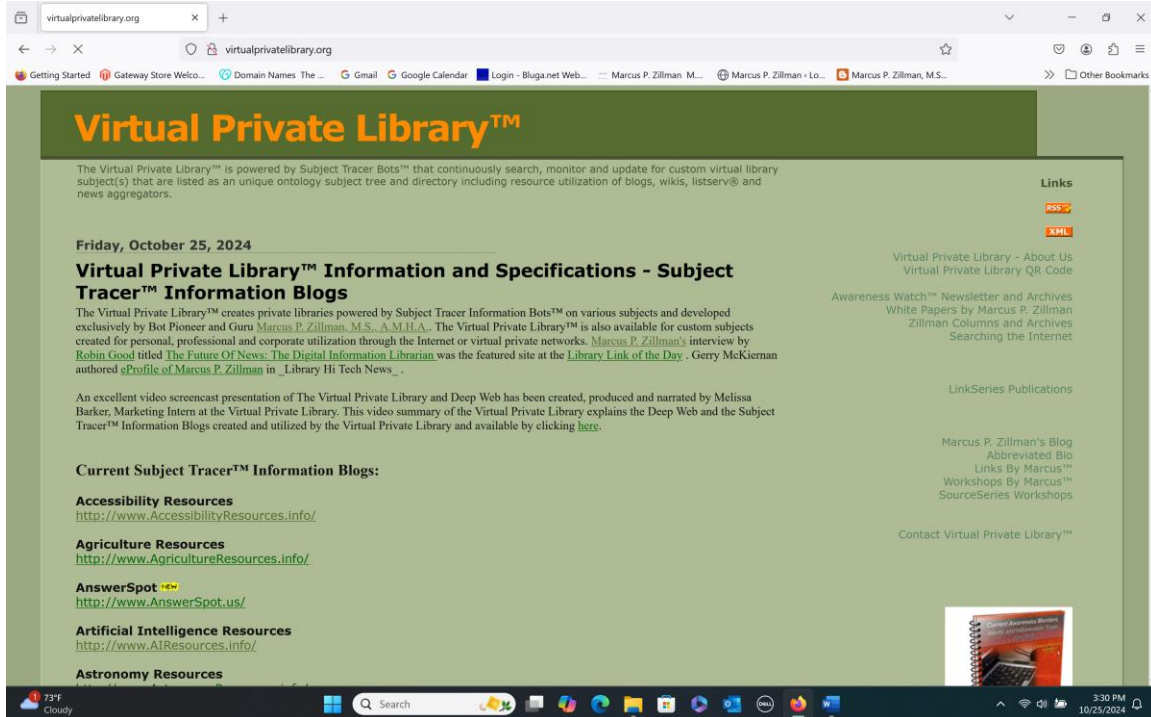 virtualprivatelibrary.org
virtualprivatelibrary.org
Getting Started Gateway Store Welco... Domain Names The ... Gmail Google Calendar Login - Bluga.net Web... Marcus P. Zillman M.... Marcus P. Zillman - Lo... Marcus P. Zillman, M.S... Other Bookmarks
Virtual Private Library™
The Virtual Private Library™ is powered by Subject Tracer Bots™ that continuously search, monitor and update for custom virtual library
subject(s) that are listed as an unique ontology subject tree and directory including resource utilization of blogs, wikis, listserv® and
news aggregators.
Friday, October 25, 2024
Virtual Private Library™ Information and Specifications - Subject
Tracer™ Information Blogs
The Virtual Private Library™ creates private libraries powered by Subject Tracer Information Bots™ on various subjects and developed
exclusively by Bot Pioneer and Guru Marcus P. Zillman, M.S., A.M.H.A.. The Virtual Private Library™ is also available for custom subjects
created for personal, professional and corporate utilization through the Internet or virtual private networks. Marcus P. Zillman's interview by
Robin Good titled The Future Of News: The Digital Information Librarian was the featured site at the Library Link of the Day . Gerry McKiernan
authored eProfile of Marcus P. Zillman in _Library Hi Tech News_ .
An excellent video screencast presentation of The Virtual Private Library and Deep Web has been created, produced and narrated by Melissa
Barker, Marketing Intern at the Virtual Private Library. This video summary of the Virtual Private Library explains the Deep Web and the Subject
Tracer™ Information Blogs created and utilized by the Virtual Private Library and available by clicking here.
Current Subject Tracer™ Information Blogs:
Accessibility Resources
http://www.AccessibilityResources.info/
Agriculture Resources
http://www.AgricultureResources.info/
AnswerSpot NEW
http://www.AnswerSpot.us/
Artificial Intelligence Resources
http://www.AIResources.info/
Astronomy Resources
Links
RSS
XML
Virtual Private Library - About Us
Virtual Private Library QR Code
Awareness Watch™ Newsletter and Archives
White Papers by Marcus P. Zillman
Zillman Columns and Archives
Searching the Internet
LinkSeries Publications
Marcus P. Zillman's Blog
Abbreviated Bio
Links By Marcus™
Workshops By Marcus™
SourceSeries Workshops
Contact Virtual Private Library™
Current Awareness Monitors,
1
73°F
Cloudy
Search
DELL
3:30 PM
10/25/2024